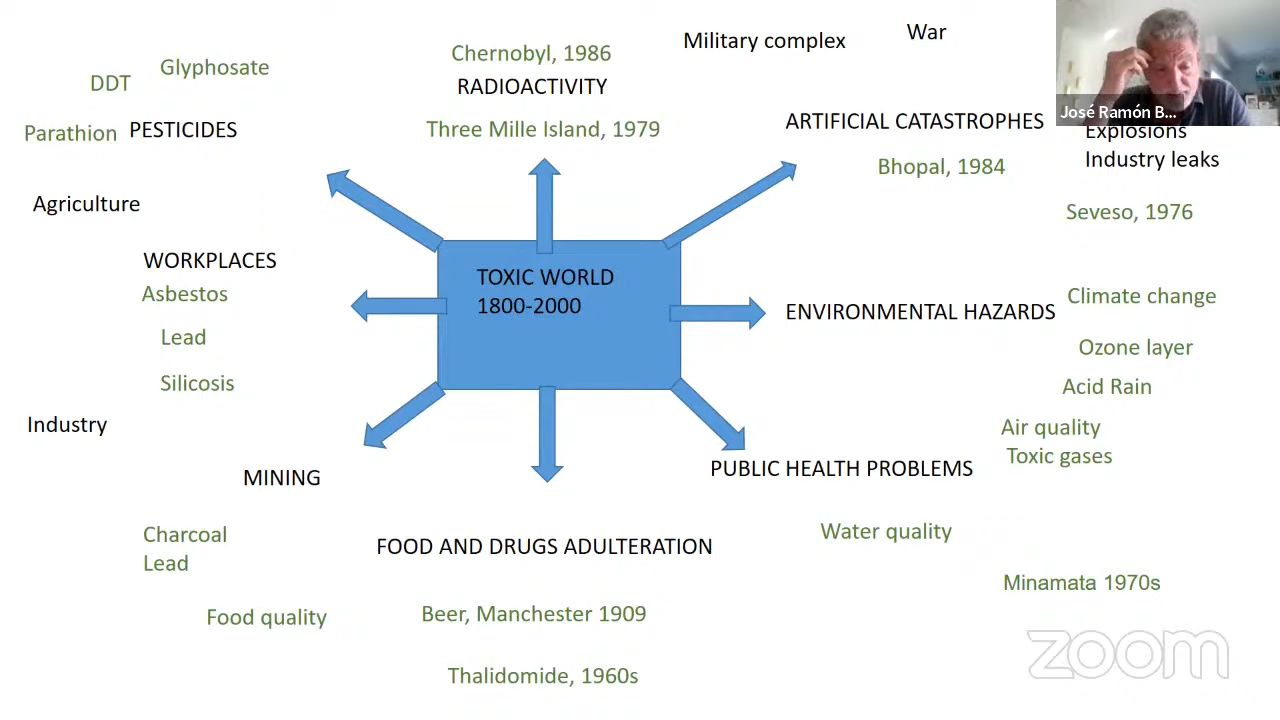 Military complex
War
Chernobyl, 1986
RADIOACTIVITY
Three Mille Island, 1979
DDT
Glyphosate
Parathion
PESTICIDES
Agriculture
ARTIFICIAL CATASTROPHES
Bhopal, 1984
José Ramón B...
Explosions
Industry leaks
Seveso, 1976
WORKPLACES
Asbestos
Lead
Silicosis
TOXIC WORLD
1800-2000
ENVIRONMENTAL HAZARDS
Climate change
Ozone layer
Acid Rain
Air quality
Toxic gases
Industry
MINING
Charcoal
Lead
PUBLIC HEALTH PROBLEMS
Water quality
Minamata 1970s
FOOD AND DRUGS ADULTERATION
Food quality
Beer, Manchester 1909
Thalidomide, 1960s
zoom